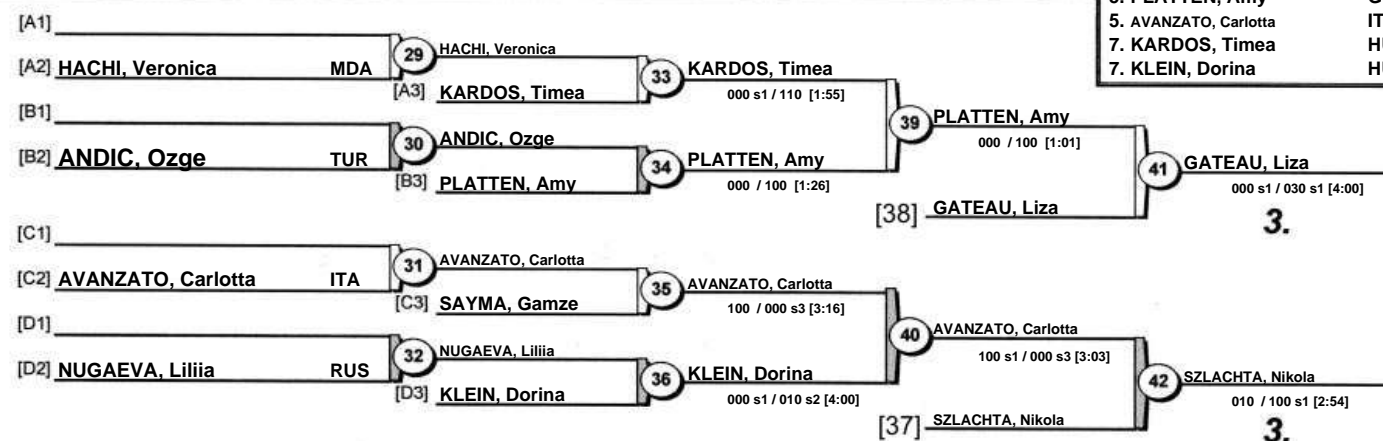 5. AVANZATO, Carlotta
7. KARDOS, Timea
7. KLEIN, Dorina
[A1]
[A2] HACHI, Veronica MDA
29
HACHI, Veronica
[A3] KARDOS, Timea
33
KARDOS, Timea
000 s1 / 110 [1:55]
[B1]
[B2] ANDIC, Ozge TUR
30
ANDIC, Ozge
[B3] PLATTEN, Amy
34
PLATTEN, Amy
000 / 100 [1:26]
39
PLATTEN, Amy
000 / 100 [1:01]
[38] GATEAU, Liza
41
GATEAU, Liza
000 s1 / 030 s1 [4:00]
3.
[C1]
[C2] AVANZATO, Carlotta ITA
31
AVANZATO, Carlotta
[C3] SAYMA, Gamze
35
AVANZATO, Carlotta
100 / 000 s3 [3:16]
[D1]
[D2] NUGAEVA, Liliia RUS
32
NUGAEVA, Liliia
[D3] KLEIN, Dorina
36
KLEIN, Dorina
000 s1 / 010 s2 [4:00]
40
AVANZATO, Carlotta
100 s1 / 000 s3 [3:03]
[37] SZLACHTA, Nikola
42
SZLACHTA, Nikola
010 / 100 s1 [2:54]
3.